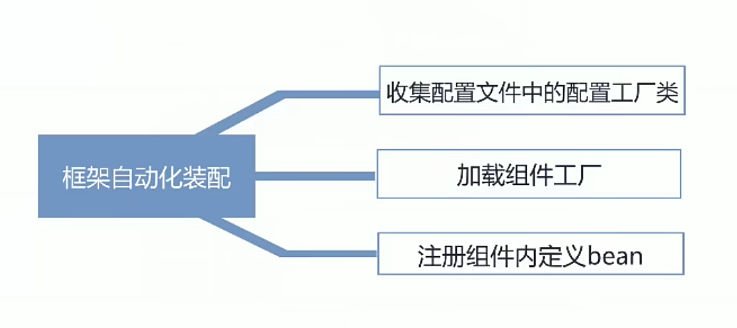 收集配置文件中的配置工厂类
框架自动化装配
加载组件工厂
注册组件内定义bean